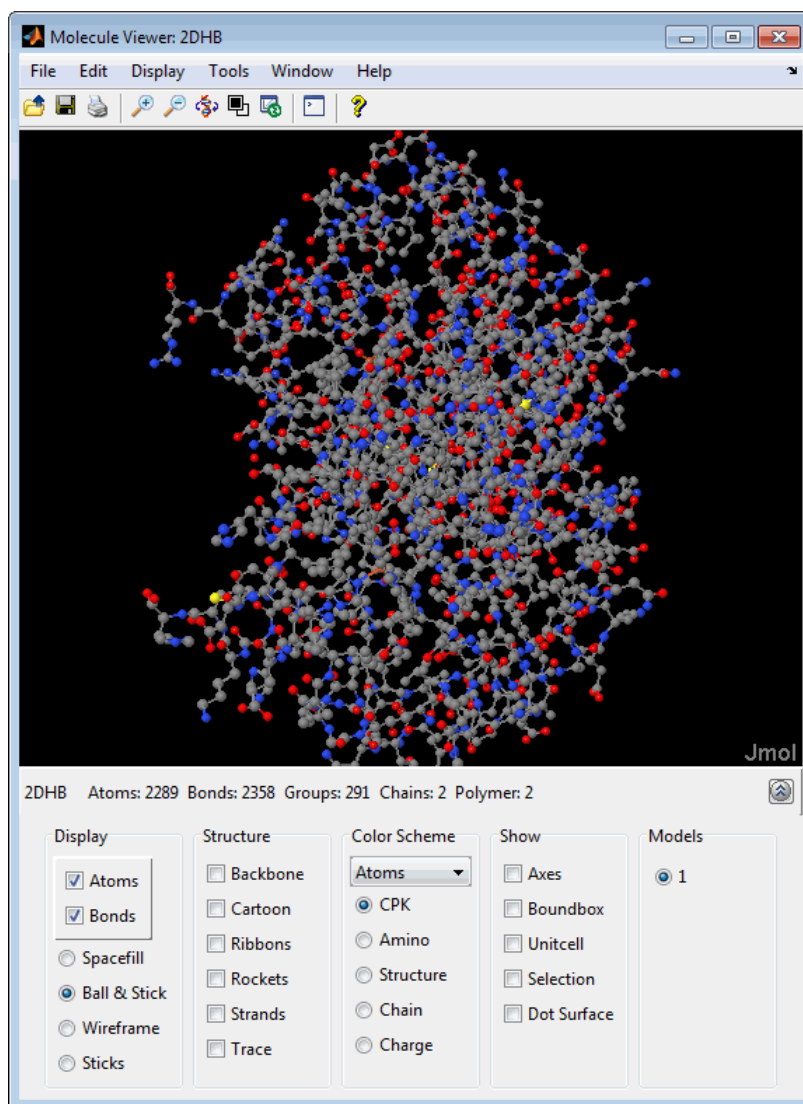 Molecule Viewer: 2DHB
File Edit Display Tools Window Help
Jmol
2DHB Atoms: 2289 Bonds: 2358 Groups: 291 Chains: 2 Polymer: 2
Display
Atoms
Bonds
Spacefill
Ball & Stick
Wireframe
Sticks
Structure
Backbone
Cartoon
Ribbons
Rockets
Strands
Trace
Color Scheme
Atoms
CPK
Amino
Structure
Chain
Charge
Show
Axes
Boundbox
Unitcell
Selection
Dot Surface
Models
1